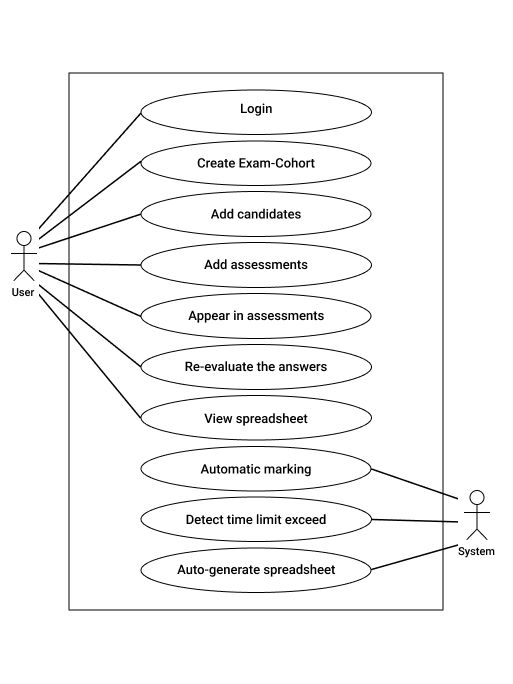 Login
Create Exam-Cohort
Add candidates
Add assessments
User
Appear in assessments
Re-evaluate the answers
View spreadsheet
Automatic marking
Detect time limit exceed
System
Auto-generate spreadsheet